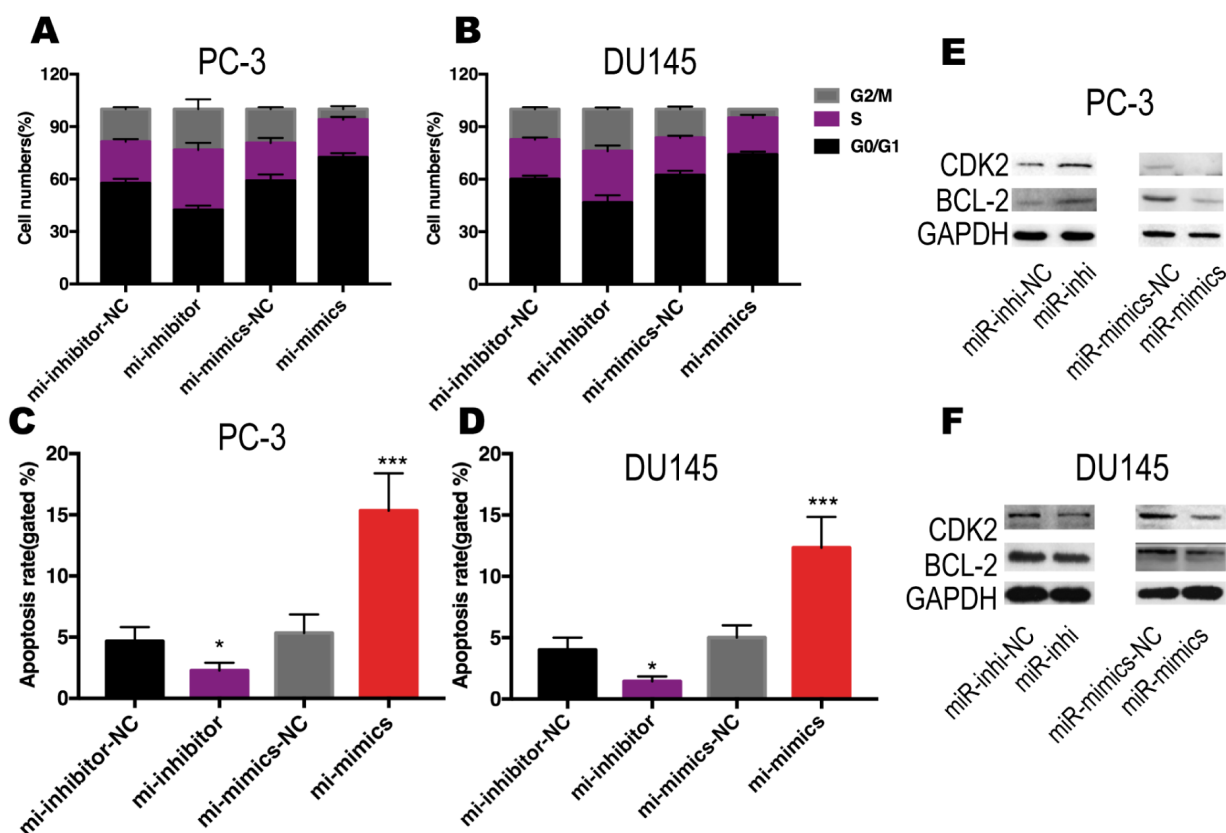 A
PC-3
Cell numbers(%)
120
90
60
30
0
mi-inhibitor-NC
mi-inhibitor
mi-mimics-NC
mi-mimics
B
DU145
Cell numbers(%)
120
90
60
30
0
mi-inhibitor-NC
mi-inhibitor
mi-mimics-NC
mi-mimics
G2/M
S
G0/G1
E
PC-3
CDK2
BCL-2
GAPDH
miR-inhi-NC
miR-inhi
miR-mimics-NC
miR-mimics
C
PC-3
Apoptosis rate(gated %)
20
15
10
5
0
*
***
mi-inhibitor-NC
mi-inhibitor
mi-mimics-NC
mi-mimics
D
DU145
Apoptosis rate(gated %)
20
15
10
5
0
*
***
mi-inhibitor-NC
mi-inhibitor
mi-mimics-NC
mi-mimics
F
DU145
CDK2
BCL-2
GAPDH
miR-inhi-NC
miR-inhi
miR-mimics-NC
miR-mimics